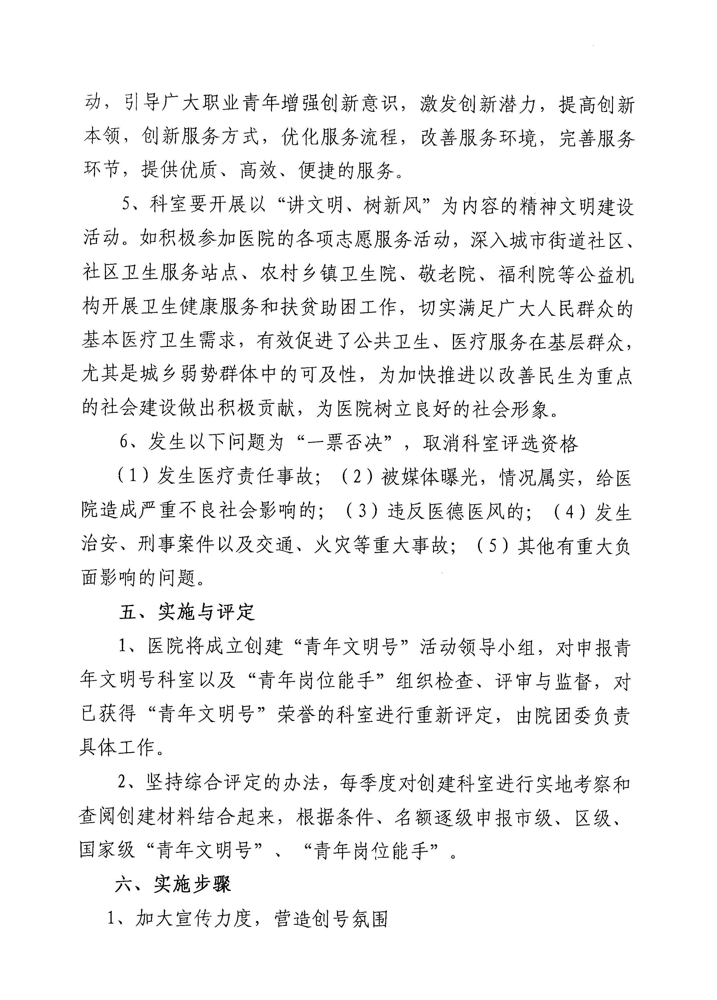 动，引导广大职业青年增强创新意识，激发创新潜力，提高创新
本领，创新服务方式，优化服务流程，改善服务环境，完善服务
环节，提供优质、高效、便捷的服务。
5、科室要开展以“讲文明、树新风”为内容的精神文明建设
活动。如积极参加医院的各项志愿服务活动，深入城市街道社区、
社区卫生服务站点、农村乡镇卫生院、敬老院、福利院等公益机
构开展卫生健康服务和扶贫助困工作，切实满足广大人民群众的
基本医疗卫生需求，有效促进了公共卫生、医疗服务在基层群众，
尤其是城乡弱势群体中的可及性，为加快推进以改善民生为重点
的社会建设做出积极贡献，为医院树立良好的社会形象。
6、发生以下问题为“一票否决”，取消科室评选资格
（1）发生医疗责任事故；（2）被媒体曝光，情况属实，给医
院造成严重不良社会影响的；（3）违反医德医风的；（4）发生
治安、刑事案件以及交通、火灾等重大事故；（5）其他有重大负
面影响的问题。
五、实施与评定
1、医院将成立创建“青年文明号”活动领导小组，对申报青
年文明号科室以及“青年岗位能手”组织检查、评审与监督，对
已获得“青年文明号”荣誉的科室进行重新评定，由院团委负责
具体工作。
2、坚持综合评定的办法，每季度对创建科室进行实地考察和
查阅创建材料结合起来，根据条件、名额逐级申报市级、区级、
国家级“青年文明号”、“青年岗位能手”。
六、实施步骤
1、加大宣传力度，营造创号氛围